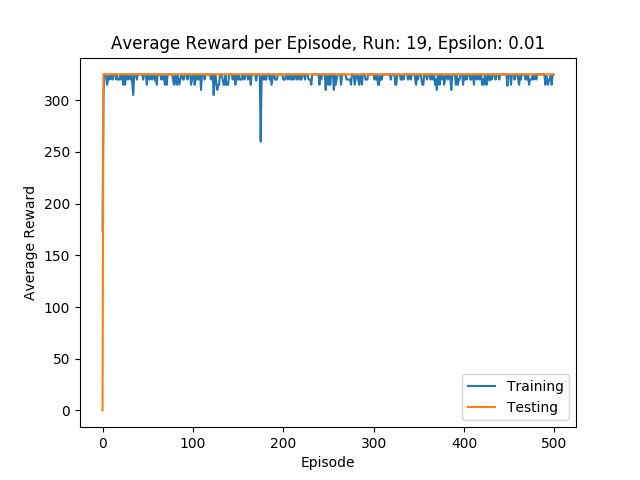 Average Reward per Episode, Run: 19, Epsilon: 0.01
Average Reward
300
250
200
150
100
50
0
0 100 200 300 400 500
Episode
Training
Testing